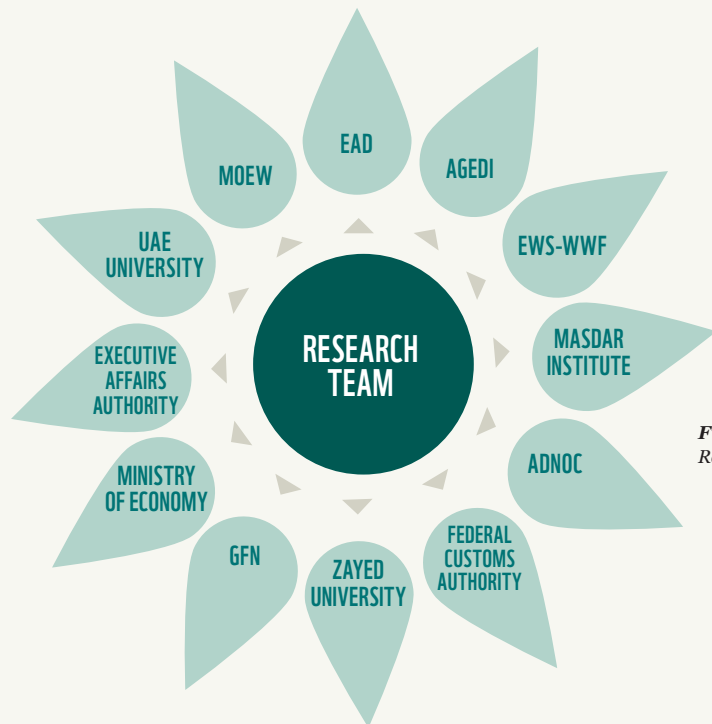 EAD
AGEDI
EWS-WWF
MASDAR
INSTITUTE
ADNOC
FEDERAL
CUSTOMS
AUTHORITY
ZAYED
UNIVERSITY
GFN
MINISTRY
OF ECONOMY
EXECUTIVE
AFFAIRS
AUTHORITY
UAE
UNIVERSITY
MOEW
RESEARCH
TEAM